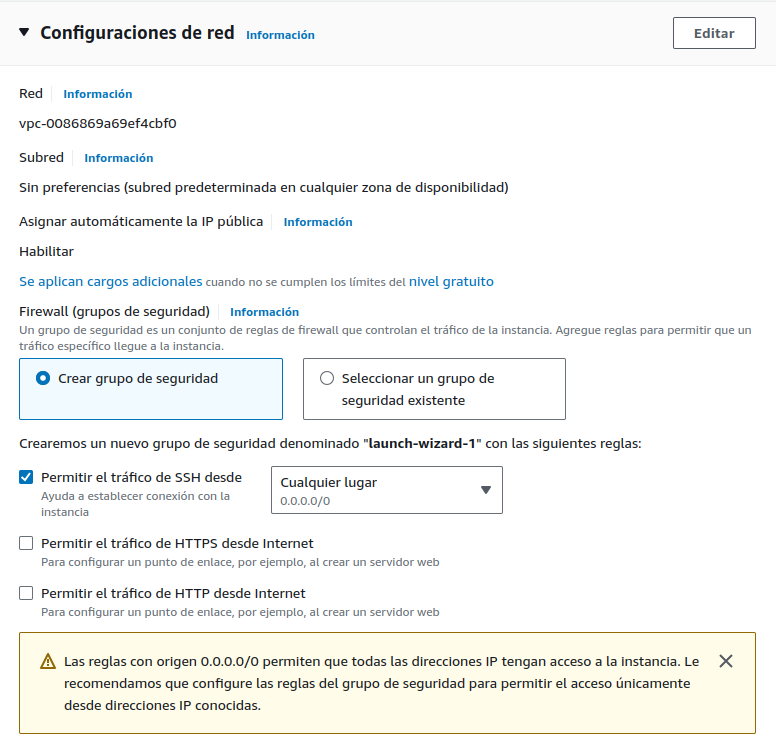 Configuraciones de red Información
Editar
Red Información
vpc-0086869a69ef4cbf0
Subred Información
Sin preferencias (subred predeterminada en cualquier zona de disponibilidad)
Asignar automáticamente la IP pública Información
Habilitar
Se aplican cargos adicionales cuando no se cumplen los límites del nivel gratuito
Firewall (grupos de seguridad) Información
Un grupo de seguridad es un conjunto de reglas de firewall que controlan el tráfico de la instancia. Agregue reglas para permitir que un
tráfico específico llegue a la instancia.
Crear grupo de seguridad
Seleccionar un grupo de
seguridad existente
Crearemos un nuevo grupo de seguridad denominado "launch-wizard-1" con las siguientes reglas:
Permitir el tráfico de SSH desde
Ayuda a establecer conexión con la
instancia
Cualquier lugar
0.0.0.0/0
Permitir el tráfico de HTTPS desde Internet
Para configurar un punto de enlace, por ejemplo, al crear un servidor web
Permitir el tráfico de HTTP desde Internet
Para configurar un punto de enlace, por ejemplo, al crear un servidor web
Las reglas con origen 0.0.0.0/0 permiten que todas las direcciones IP tengan acceso a la instancia. Le
recomendamos que configure las reglas del grupo de seguridad para permitir el acceso únicamente
desde direcciones IP conocidas.